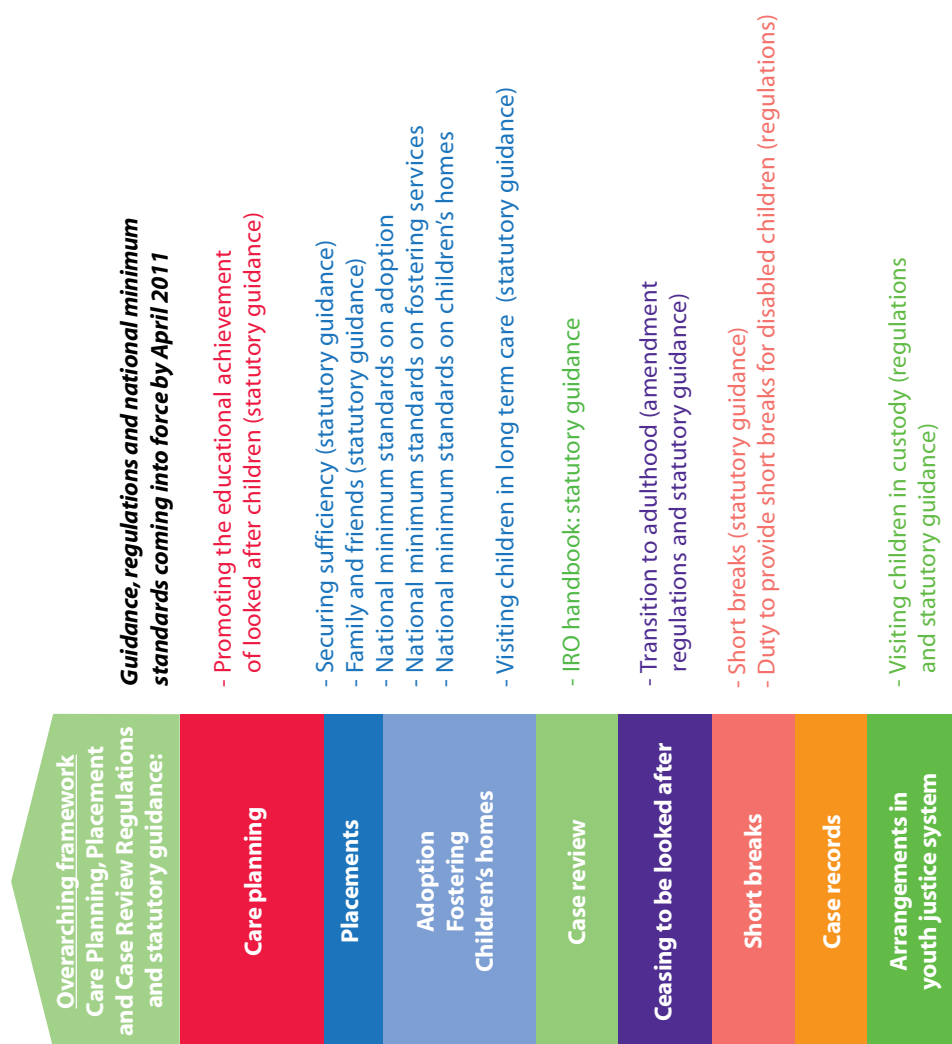 Overarching framework
Care Planning, Placement
and Case Review Regulations
and statutory guidance:
Guidance, regulations and national minimum
standards coming into force by April 2011
Care planning
- Promoting the educational achievement
of looked after children (statutory guidance)
Placements
- Securing sufficiency (statutory guidance)
- Family and friends (statutory guidance)
Adoption
Fostering
Children's homes
- National minimum standards on adoption
- National minimum standards on fostering services
- National minimum standards on children's homes
- Visiting children in long term care (statutory guidance)
Case review
- IRO handbook: statutory guidance
Ceasing to be looked after
- Transition to adulthood (amendment
regulations and statutory guidance)
Short breaks
- Short breaks (statutory guidance)
- Duty to provide short breaks for disabled children (regulations)
Case records
Arrangements in
youth justice system
- Visiting children in custody (regulations
and statutory guidance)